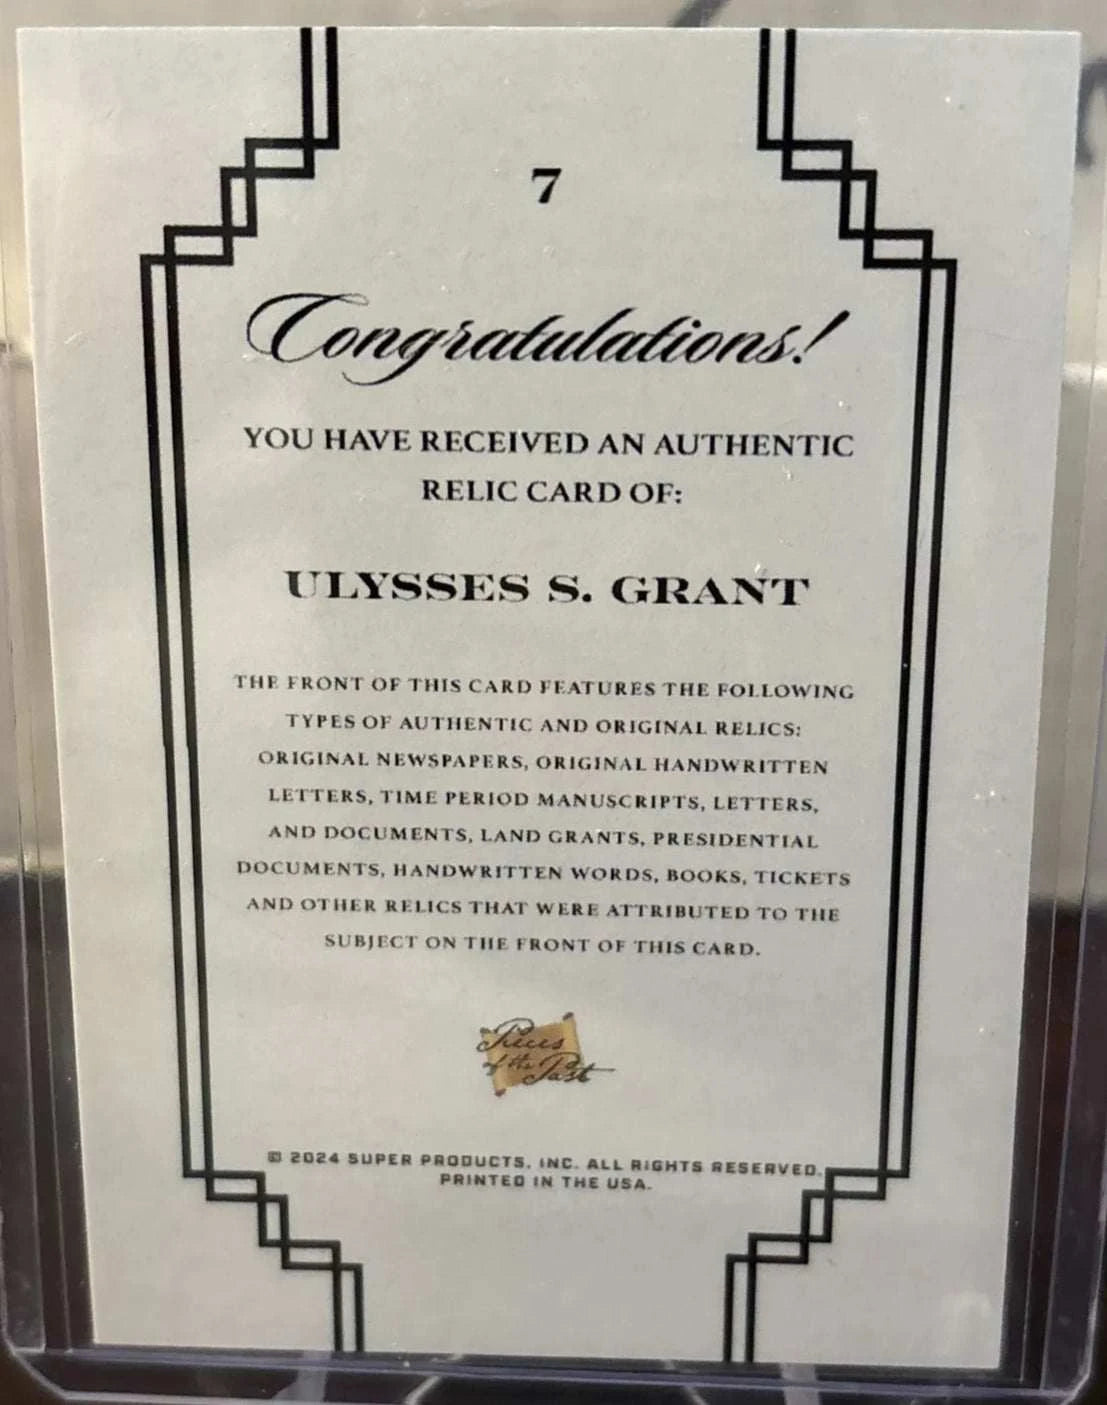 7
Congratulations!
YOU HAVE RECEIVED AN AUTHENTIC
RELIC CARD OF:
ULYSSES S. GRANT
THE FRONT OF THIS CARD FEATURES THE FOLLOWING
TYPES OF AUTHENTIC AND ORIGINAL RELICS:
ORIGINAL NEWSPAPERS, ORIGINAL HANDWRITTEN
LETTERS, TIME PERIOD MANUSCRIPTS, LETTERS,
AND DOCUMENTS, LAND GRANTS, PRESIDENTIAL
DOCUMENTS, HANDWRITTEN WORDS, BOOKS, TICKETS
AND OTHER RELICS THAT WERE ATTRIBUTED TO THE
SUBJECT ON THE FRONT OF THIS CARD.
Pieces
of the Past
© 2024 SUPER PRODUCTS, INC. ALL RIGHTS RESERVED.
PRINTED IN THE USA.